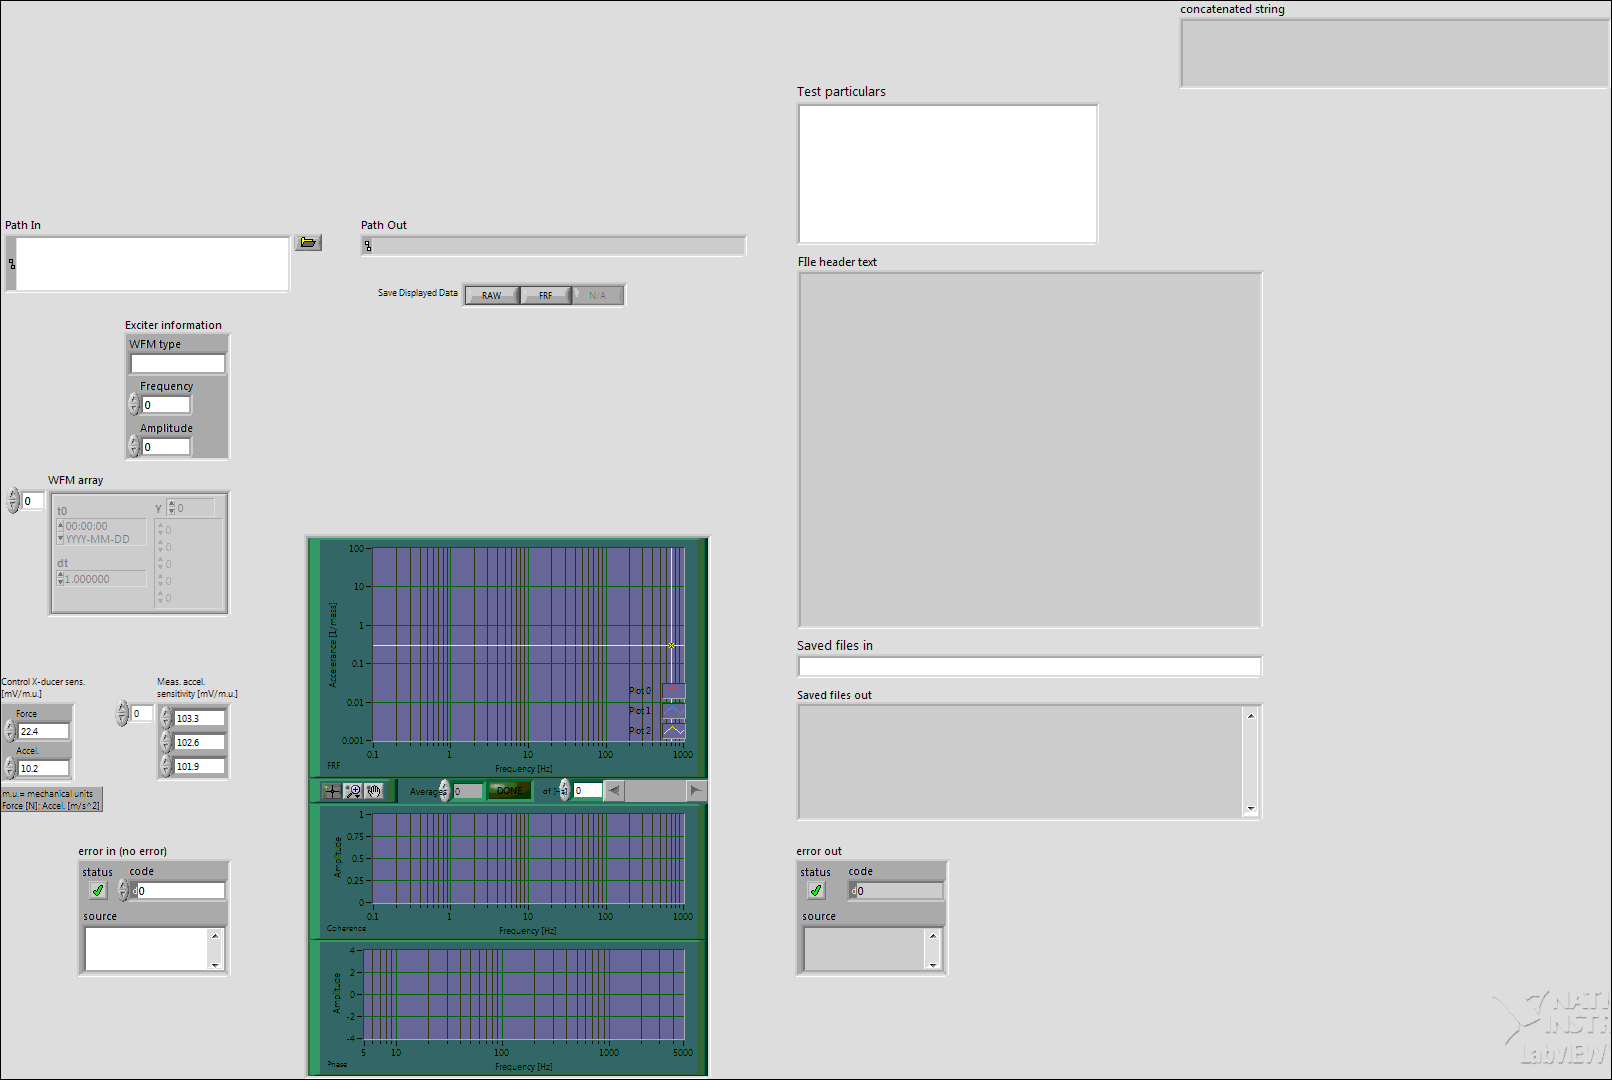 concatenated string
Test particulars
Path In
Path Out
Save Displayed Data
RAW
FRF
N/A
FIle header text
Exciter information
WFM type
Frequency
0
Amplitude
0
WFM array
0
t0
00:00:00
YYYY-MM-DD
dt
1.000000
Y
0
0
0
0
0
0
Control X-ducer sens.
[mV/m.u.]
Force
22.4
Accel.
10.2
m.u.= mechanical units
Force [N]; Accel. [m/s^2]
Meas. accel.
sensitivity [mV/m.u.]
0
103.3
102.6
101.9
100
10
1
0.1
0.01
0.001
Accelerance [1/mass]
0.1
1
10
100
1000
Frequency [Hz]
FRF
Plot 0
Plot 1
Plot 2
Averages
0
DONE
0
1
0.75
0.5
0.25
0
Amplitude
0.1
1
10
100
1000
Frequency [Hz]
Coherence
4
2
0
-2
-4
Amplitude
5
10
100
1000
5000
Frequency [Hz]
Phase
Saved files in
Saved files out
error in (no error)
status
code
d0
source
error out
status
code
d0
source
NATI
INSTR
LabVIEW